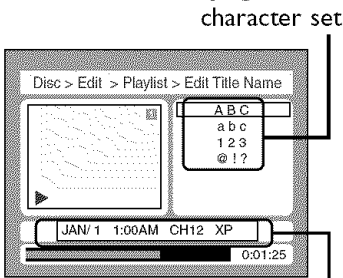 character set
Disc > Edit > Playlist > Edit Title Name
A B C
a b c
1 2 3
@ ! ?
JAN/ 1 1:00AM CH12 XP
0:01:25